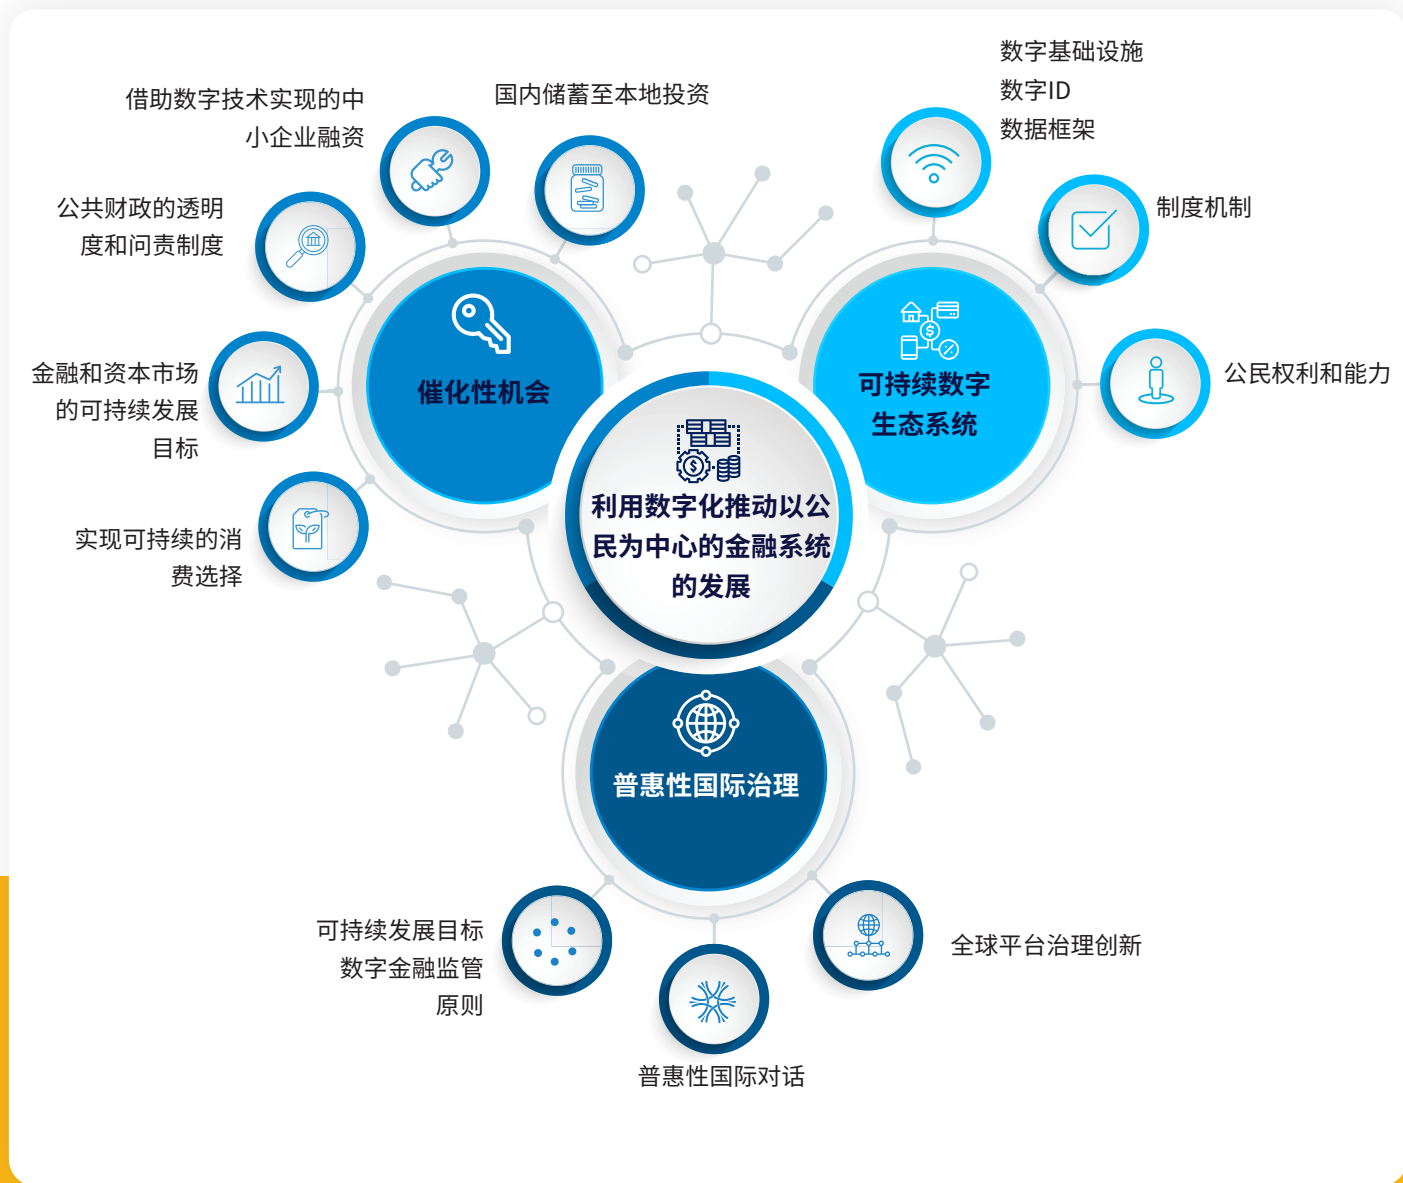 借助数字技术实现的中
小企业融资
国内储蓄至本地投资
公共财政的透明
度和问责制度
金融和资本市场
的可持续发展
目标
实现可持续的消
费选择
催化性机会
数字基础设施
数字ID
数据框架
制度机制
公民权利和能力
可持续数字
生态系统
利用数字化推动以公
民为中心的金融系统
的发展
普惠性国际治理
可持续发展目标
数字金融监管
原则
普惠性国际对话
全球平台治理创新